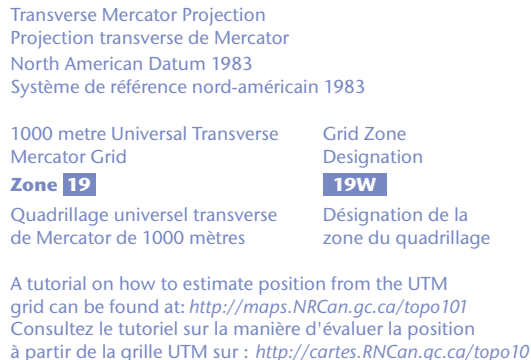 Transverse Mercator Projection
Projection transverse de Mercator
North American Datum 1983
Système de référence nord-américain 1983
1000 metre Universal Transverse
Mercator Grid
Zone 19
Quadrillage universel transverse
de Mercator de 1000 mètres
Grid Zone
Designation
19W
Désignation de la
zone du quadrillage
A tutorial on how to estimate position from the UTM
grid can be found at: http://maps.NRCan.gc.ca/topo101
Consultez le tutoriel sur la manière d'évaluer la position
à partir de la grille UTM sur : http://cartes.RNCan.gc.ca/topo10